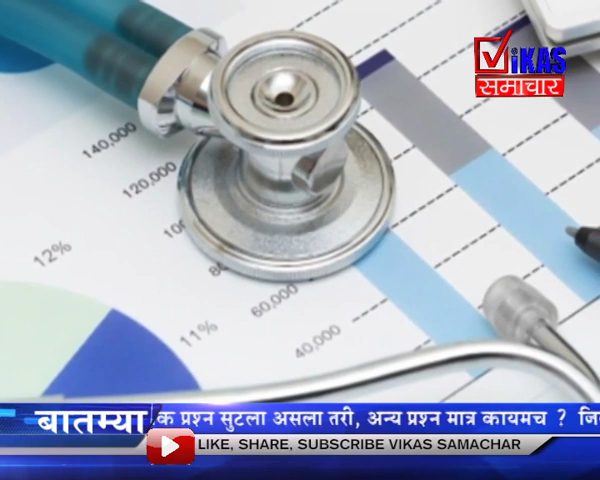 ViKAS
समाचार
140,000
120,000
80
60,000
40,000
12%
11%
बातम्या
प्रश्न सुटला असला तरी, अन्य प्रश्न मात्र कायमच ?
LIKE, SHARE, SUBSCRIBE VIKAS SAMACHAR